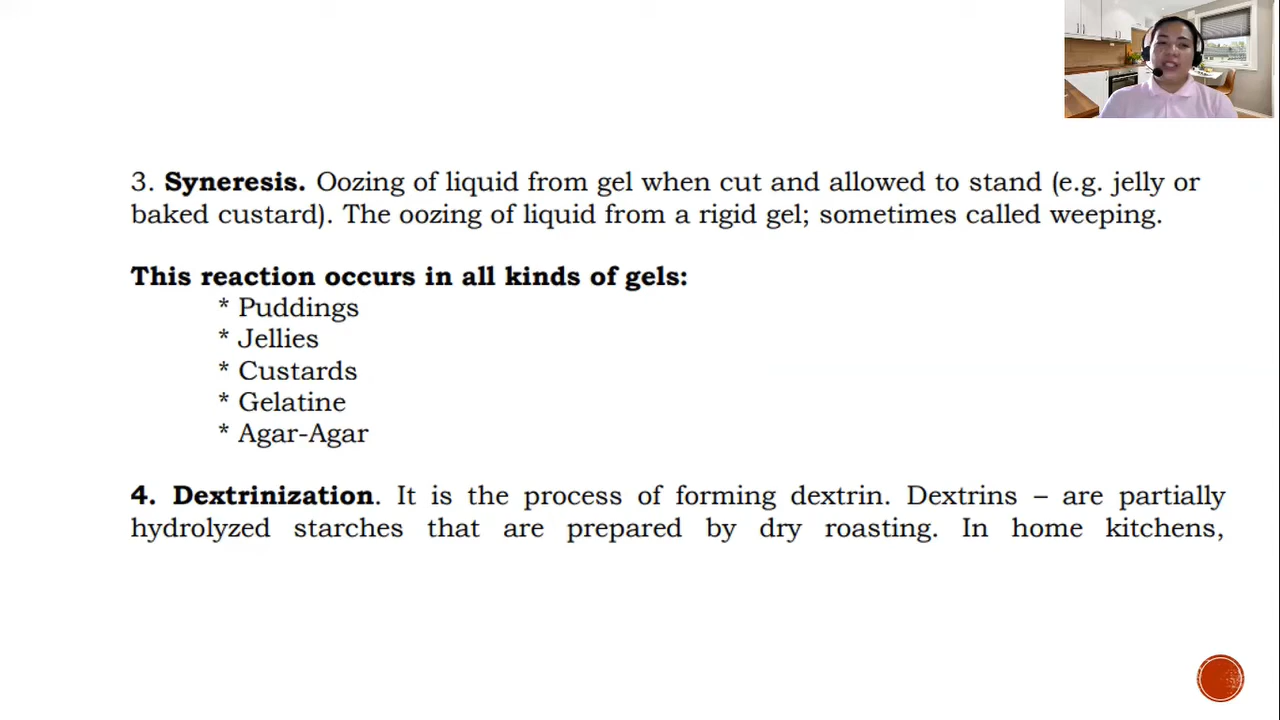 3. Syneresis. Oozing of liquid from gel when cut and allowed to stand (e.g. jelly or
baked custard). The oozing of liquid from a rigid gel; sometimes called weeping.
This reaction occurs in all kinds of gels:
* Puddings
* Jellies
* Custards
* Gelatine
* Agar-Agar
4. Dextrinization. It is the process of forming dextrin. Dextrins – are partially
hydrolyzed starches that are prepared by dry roasting. In home kitchens,